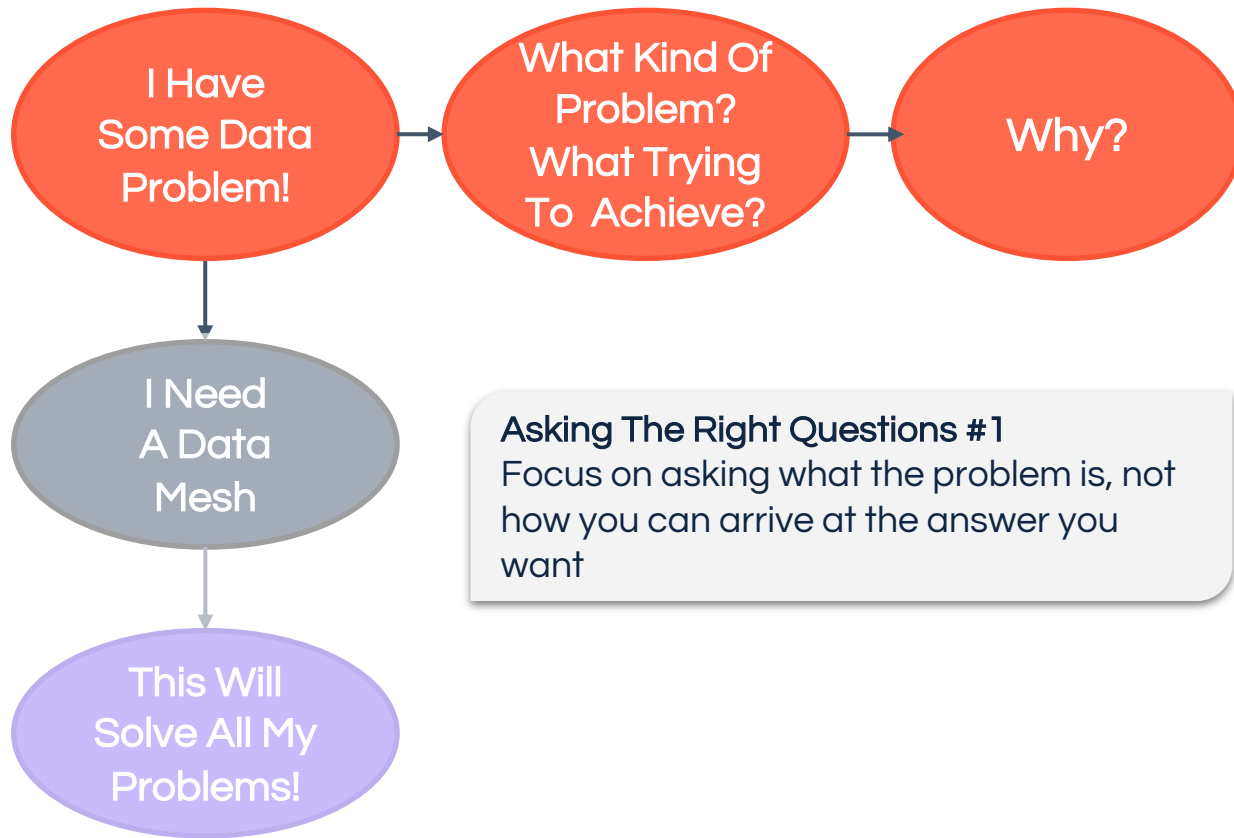 I Have
Some Data
Problem!
What Kind Of
Problem?
What Trying
To Achieve?
Why?
I Need
A Data
Mesh
Asking The Right Questions #1
Focus on asking what the problem is, not
how you can arrive at the answer you
want
This Will
Solve All My
Problems!